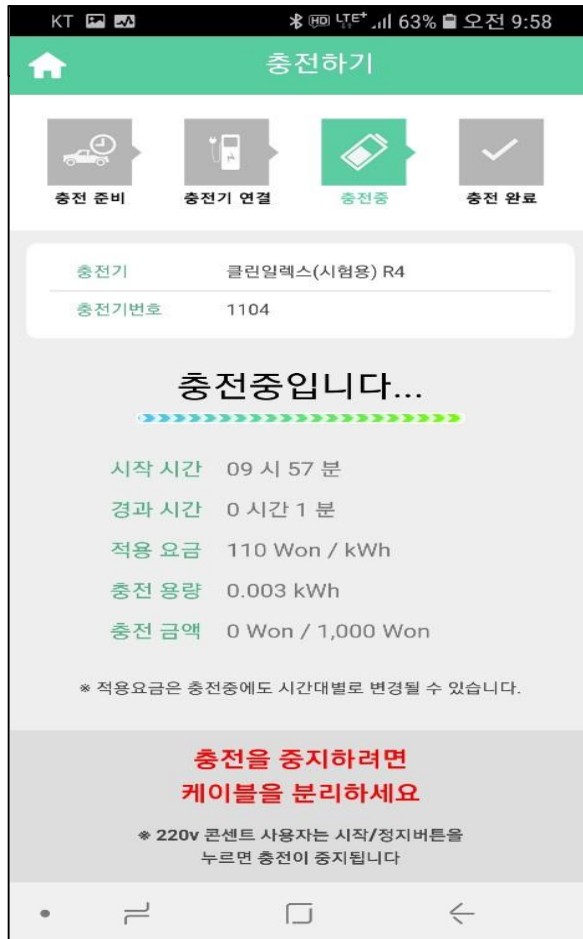 KT HD LTE+ 63% 오전 9:58
충전하기
충전 준비 충전기 연결 충전중 충전 완료
충전기 클린일렉스(시험용) R4
충전기번호 1104
충전중입니다...
시작 시간 09 시 57 분
경과 시간 0 시간 1 분
적용 요금 110 Won / kWh
충전 용량 0.003 kWh
충전 금액 0 Won / 1,000 Won
※ 적용요금은 충전중에도 시간대별로 변경될 수 있습니다.
충전을 중지하려면
케이블을 분리하세요
※ 220v 콘센트 사용자는 시작/정지버튼을
누르면 충전이 중지됩니다